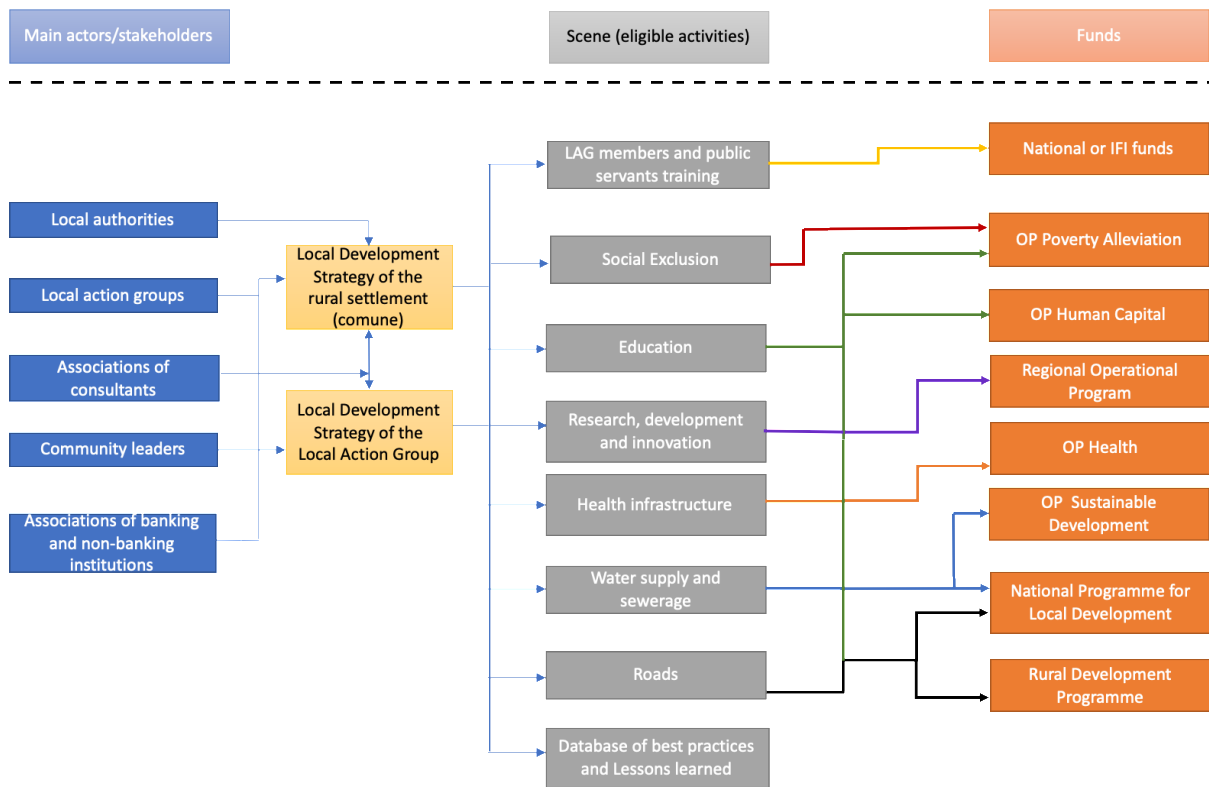 Main actors/stakeholders
Scene (eligible activities)
Funds
Local authorities
Local action groups
Associations of
consultants
Community leaders
Associations of banking
and non-banking
institutions
Local Development
Strategy of the
rural settlement
(comune)
Local Development
Strategy of the
Local Action Group
LAG members and public
servants training
Social Exclusion
Education
Research, development
and innovation
Health infrastructure
Water supply and
sewerage
Roads
Database of best practices
and Lessons learned
National or IFI funds
OP Poverty Alleviation
OP Human Capital
Regional Operational
Program
OP Health
OP Sustainable
Development
National Programme for
Local Development
Rural Development
Programme